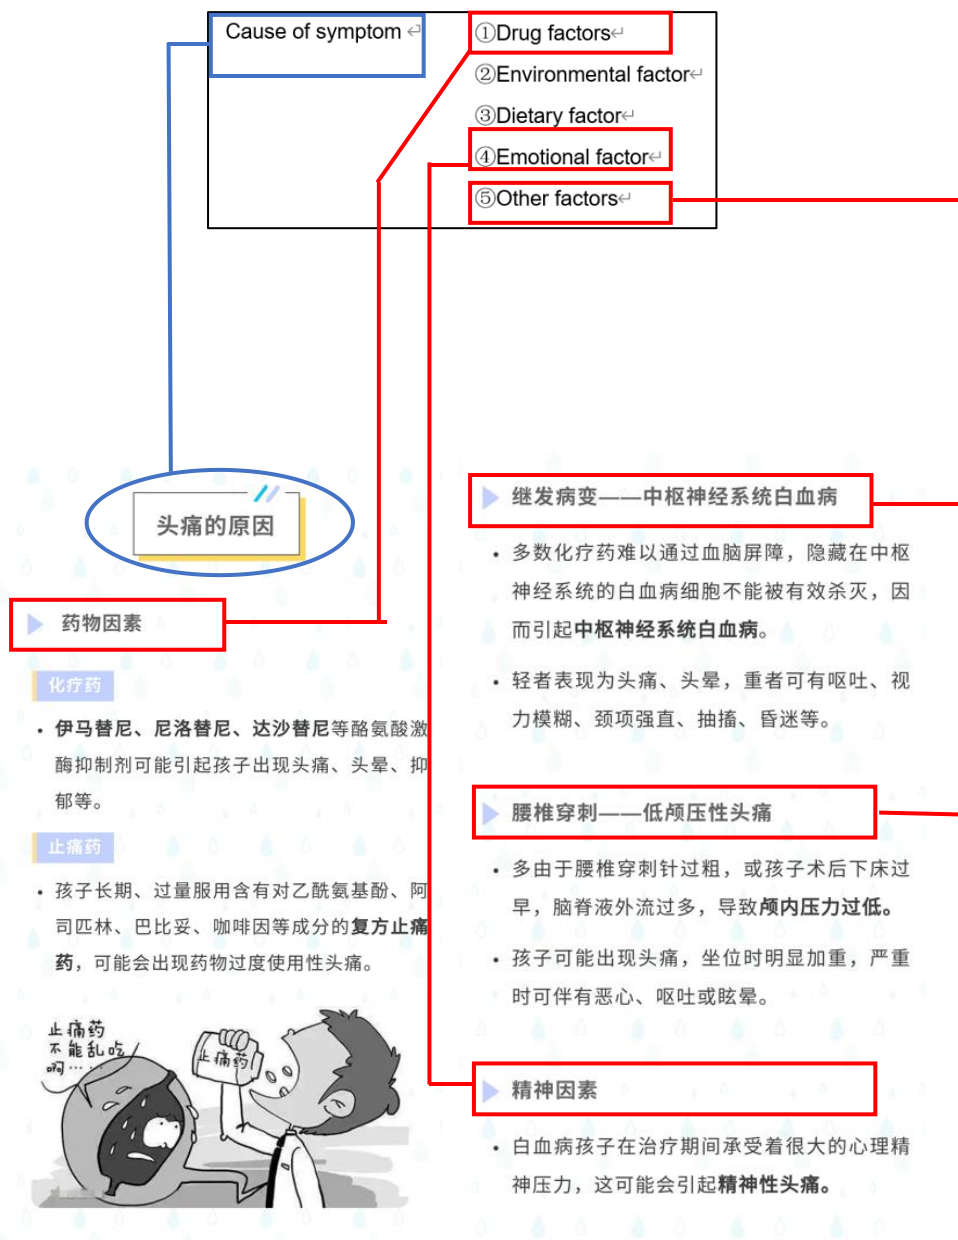 Cause of symptom ↵
①Drug factors↵
②Environmental factor↵
③Dietary factor↵
④Emotional factor↵
⑤Other factors↵
头痛的原因
药物因素
化疗药
• 伊马替尼、尼洛替尼、达沙替尼等酪氨酸激
酶抑制剂可能引起孩子出现头痛、头晕、抑
郁等。
止痛药
• 孩子长期、过量服用含有对乙酰氨基酚、阿
司匹林、巴比妥、咖啡因等成分的复方止痛
药，可能会出现药物过度使用性头痛。
止痛药
不能乱吃
啊……
止痛药
继发病变——中枢神经系统白血病
• 多数化疗药难以通过血脑屏障，隐藏在中枢
神经系统的白血病细胞不能被有效杀灭，因
而引起中枢神经系统白血病。
• 轻者表现为头痛、头晕，重者可有呕吐、视
力模糊、颈项强直、抽搐、昏迷等。
腰椎穿刺——低颅压性头痛
• 多由于腰椎穿刺针过粗，或孩子术后下床过
早，脑脊液外流过多，导致颅内压力过低。
• 孩子可能出现头痛，坐位时明显加重，严重
时可伴有恶心、呕吐或眩晕。
精神因素
• 白血病孩子在治疗期间承受着很大的心理精
神压力，这可能会引起精神性头痛。